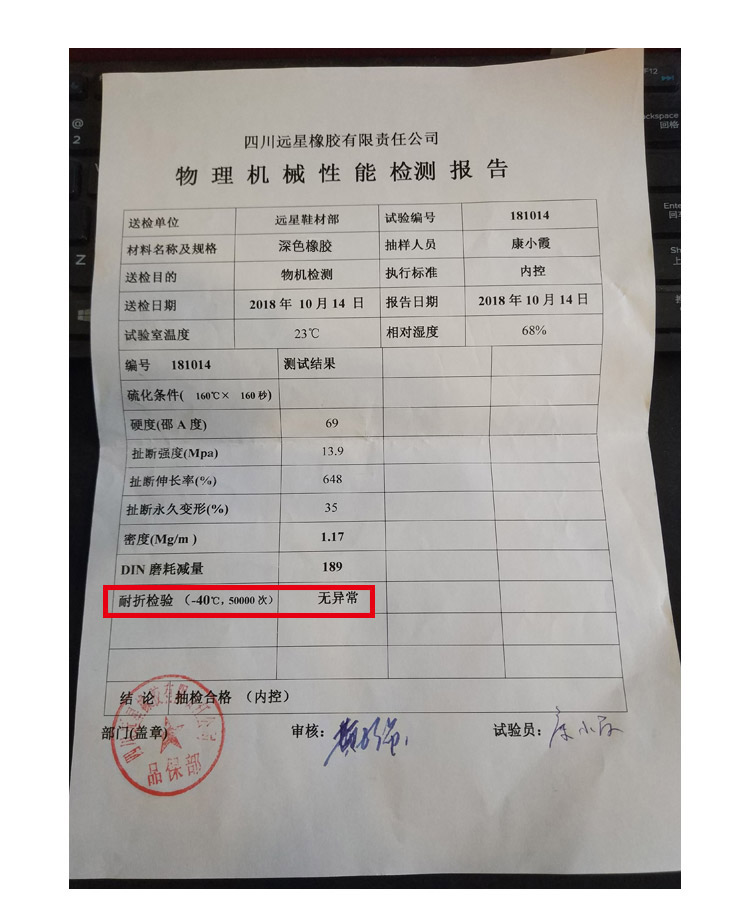 四川远星橡胶有限责任公司
物理机械性能检测报告
送检单位 远星鞋材部 试验编号 181014
材料名称及规格 深色橡胶 抽样人员 康小霞
送检目的 物机检测 执行标准 内控
送检日期 2018年 10月 14 日 报告日期 2018年10月14日
试验室温度 23℃ 相对湿度 68%
编号 181014 测试结果
硫化条件( 160℃× 160秒)
硬度(邵A度) 69
扯断强度(Mpa) 13.9
扯断伸长率(%) 648
扯断永久变形(%) 35
密度(Mg/m ) 1.17
DIN磨耗减量 189
耐折检验 (-40℃, 50000次) 无异常
结 论 抽检合格 (内控)
部门(盖章) 审核: 试验员: 康小
品保部
F12
Z
@
2